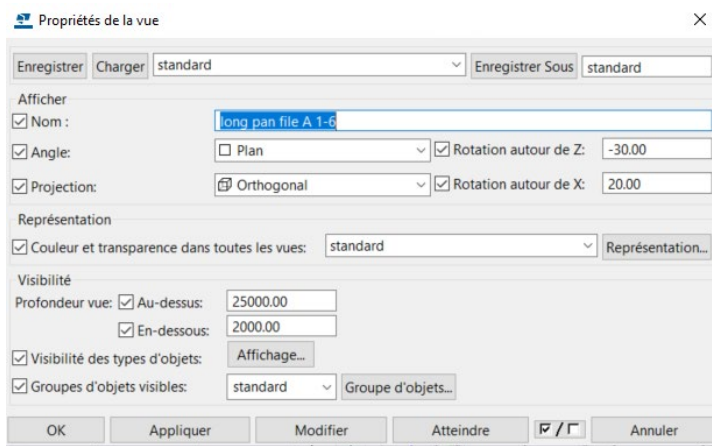 Propriétés de la vue
Enregistrer Charger standard Enregistrer Sous standard
Afficher
Nom : long pan file A 1-6
Angle: Plan Rotation autour de Z: -30.00
Projection: Orthogonal Rotation autour de X: 20.00
Représentation
Couleur et transparence dans toutes les vues: standard Représentation...
Visibilité
Profondeur vue: Au-dessus: 25000.00
En-dessous: 2000.00
Visibilité des types d'objets: Affichage...
Groupes d'objets visibles: standard Groupe d'objets...
OK Appliquer Modifier Atteindre / Annuler